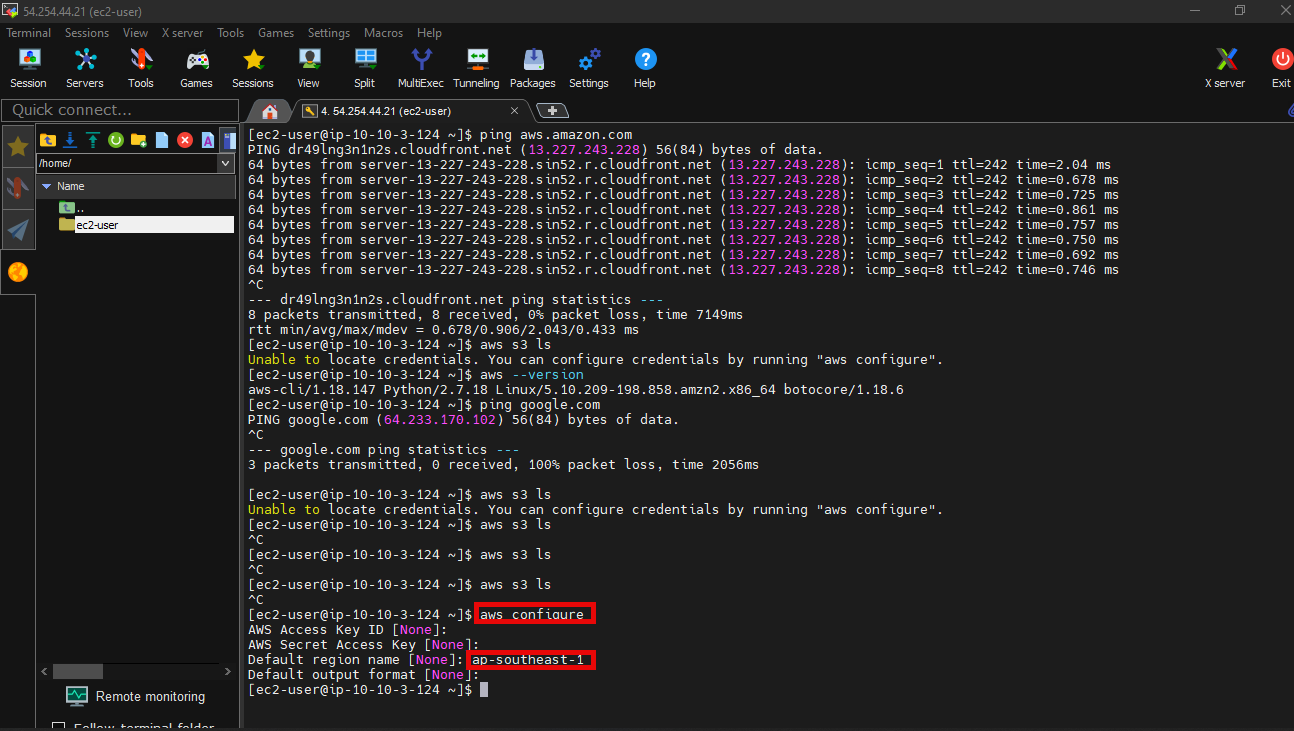 54.254.44.21 (ec2-user)
Terminal Sessions View X server Tools Games Settings Macros Help
Session Servers Tools Games Sessions View Split MultiExec Tunneling Packages Settings Help X server Exit
Quick connect...
4. 54.254.44.21 (ec2-user)
/home/
Name
..
ec2-user
[ec2-user@ip-10-10-3-124 ~]$ ping aws.amazon.com
PING dr49lng3n1n2s.cloudfront.net (13.227.243.228) 56(84) bytes of data.
64 bytes from server-13-227-243-228.sin52.r.cloudfront.net (13.227.243.228): icmp_seq=1 ttl=242 time=2.04 ms
64 bytes from server-13-227-243-228.sin52.r.cloudfront.net (13.227.243.228): icmp_seq=2 ttl=242 time=0.678 ms
64 bytes from server-13-227-243-228.sin52.r.cloudfront.net (13.227.243.228): icmp_seq=3 ttl=242 time=0.725 ms
64 bytes from server-13-227-243-228.sin52.r.cloudfront.net (13.227.243.228): icmp_seq=4 ttl=242 time=0.861 ms
64 bytes from server-13-227-243-228.sin52.r.cloudfront.net (13.227.243.228): icmp_seq=5 ttl=242 time=0.757 ms
64 bytes from server-13-227-243-228.sin52.r.cloudfront.net (13.227.243.228): icmp_seq=6 ttl=242 time=0.750 ms
64 bytes from server-13-227-243-228.sin52.r.cloudfront.net (13.227.243.228): icmp_seq=7 ttl=242 time=0.692 ms
64 bytes from server-13-227-243-228.sin52.r.cloudfront.net (13.227.243.228): icmp_seq=8 ttl=242 time=0.746 ms
^C
--- dr49lng3n1n2s.cloudfront.net ping statistics ---
8 packets transmitted, 8 received, 0% packet loss, time 7149ms
rtt min/avg/max/mdev = 0.678/0.906/2.043/0.433 ms
[ec2-user@ip-10-10-3-124 ~]$ aws s3 ls
Unable to locate credentials. You can configure credentials by running "aws configure".
[ec2-user@ip-10-10-3-124 ~]$ aws --version
aws-cli/1.18.147 Python/2.7.18 Linux/5.10.209-198.858.amzn2.x86_64 botocore/1.18.6
[ec2-user@ip-10-10-3-124 ~]$ ping google.com
PING google.com (64.233.170.102) 56(84) bytes of data.
^C
--- google.com ping statistics ---
3 packets transmitted, 0 received, 100% packet loss, time 2056ms
[ec2-user@ip-10-10-3-124 ~]$ aws s3 ls
Unable to locate credentials. You can configure credentials by running "aws configure".
[ec2-user@ip-10-10-3-124 ~]$ aws s3 ls
^C
[ec2-user@ip-10-10-3-124 ~]$ aws s3 ls
^C
[ec2-user@ip-10-10-3-124 ~]$ aws s3 ls
^C
[ec2-user@ip-10-10-3-124 ~]$ aws configure
AWS Access Key ID [None]:
AWS Secret Access Key [None]:
Default region name [None]: ap-southeast-1
Default output format [None]:
[ec2-user@ip-10-10-3-124 ~]$
Remote monitoring
Follow terminal folder